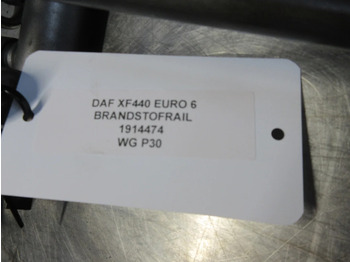 DAF XF440 EURO 6
BRANDSTOFRAIL
1914474
WG P30